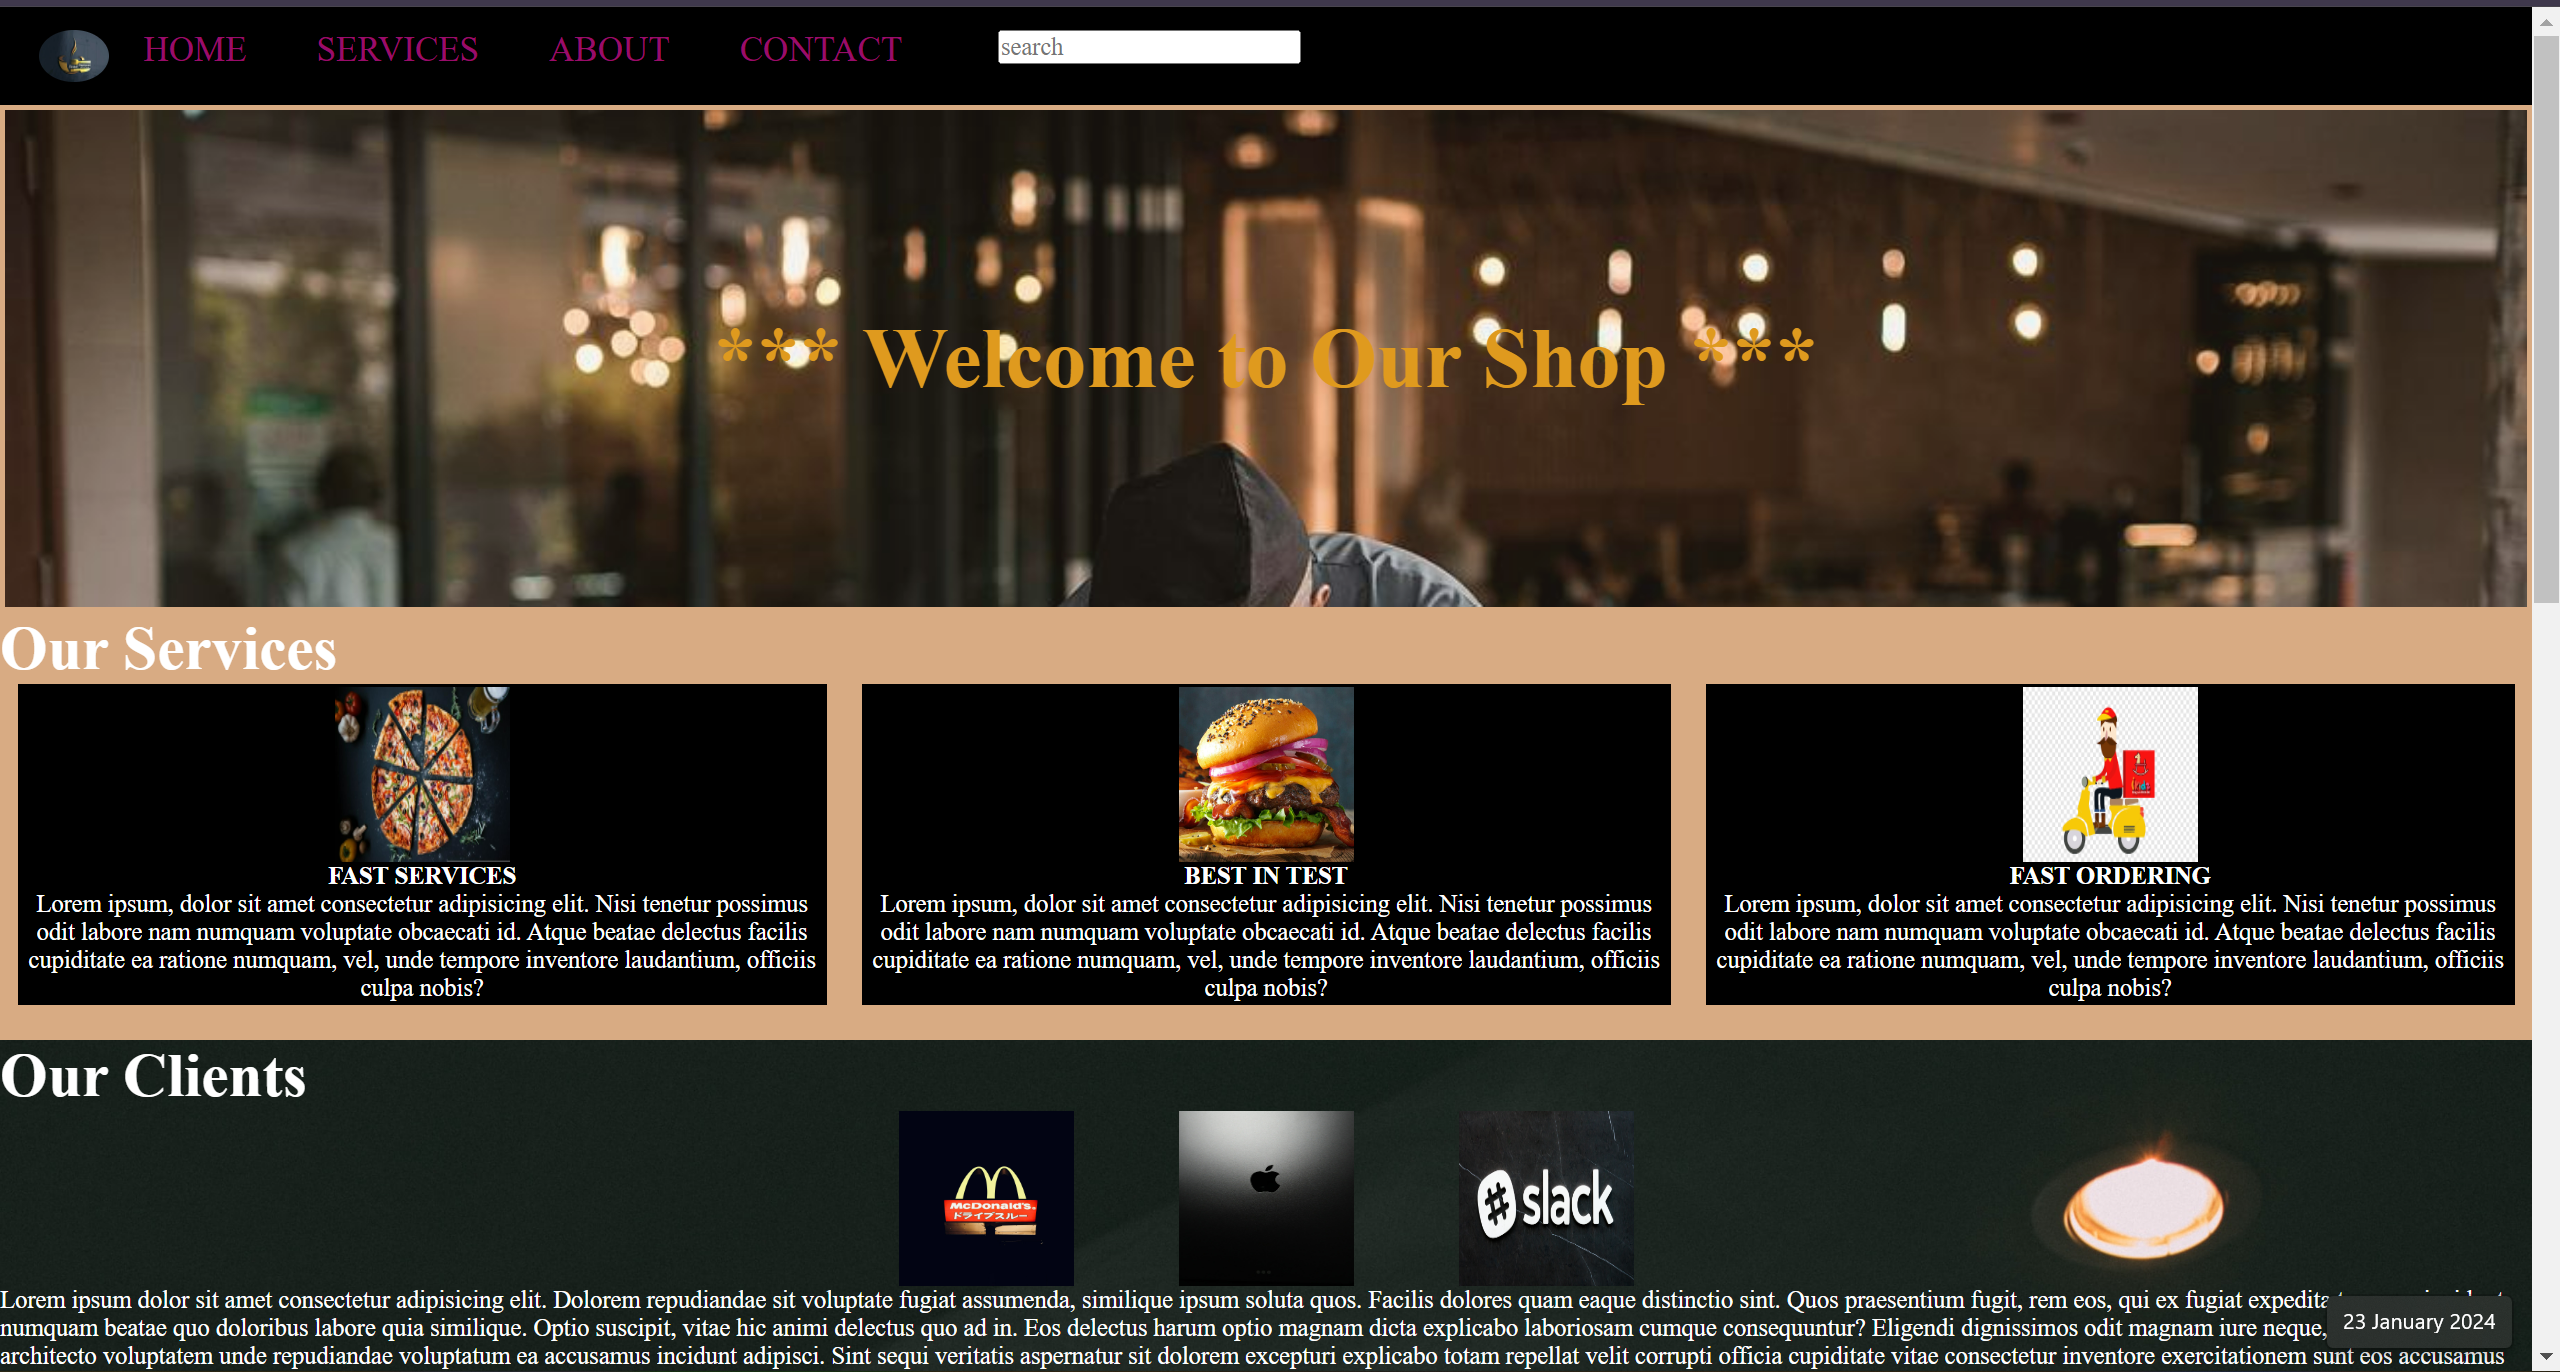 HOME SERVICES ABOUT CONTACT search
*** Welcome to Our Shop ***
Our Services
FAST SERVICES
Lorem ipsum, dolor sit amet consectetur adipisicing elit. Nisi tenetur possimus
odit labore nam numquam voluptate obcaecati id. Atque beatae delectus facilis
cupiditate ea ratione numquam, vel, unde tempore inventore laudantium, officiis
culpa nobis?
BEST IN TEST
Lorem ipsum, dolor sit amet consectetur adipisicing elit. Nisi tenetur possimus
odit labore nam numquam voluptate obcaecati id. Atque beatae delectus facilis
cupiditate ea ratione numquam, vel, unde tempore inventore laudantium, officiis
culpa nobis?
FAST ORDERING
Lorem ipsum, dolor sit amet consectetur adipisicing elit. Nisi tenetur possimus
odit labore nam numquam voluptate obcaecati id. Atque beatae delectus facilis
cupiditate ea ratione numquam, vel, unde tempore inventore laudantium, officiis
culpa nobis?
Our Clients
McDonald's
ドライブスルー
slack
Lorem ipsum dolor sit amet consectetur adipisicing elit. Dolorem repudiandae sit voluptate fugiat assumenda, similique ipsum soluta quos. Facilis dolores quam eaque distinctio sint. Quos praesentium fugit, rem eos, qui ex fugiat expedita
numquam beatae quo doloribus labore quia similique. Optio suscipit, vitae hic animi delectus quo ad in. Eos delectus harum optio magnam dicta explicabo laboriosam cumque consequuntur? Eligendi dignissimos odit magnam iure neque,
architecto voluptatem unde repudiandae voluptatum ea accusamus incidunt adipisci. Sint sequi veritatis aspernatur sit dolorem excepturi explicabo totam repellat velit corrupti officia cupiditate vitae consectetur inventore exercitationem sunt eos accusamus
23 January 2024